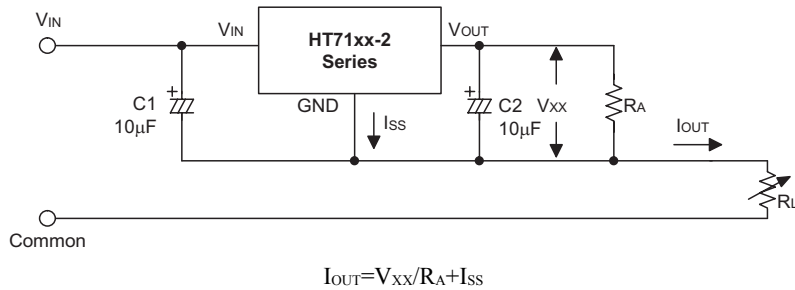 VIN
VIN
HT71xx-2
Series
VOUT
C1
10μF
GND
ISS
C2
10μF
VXX
RA
IOUT
RL
Common
IOUT=VXX/RA+ISS